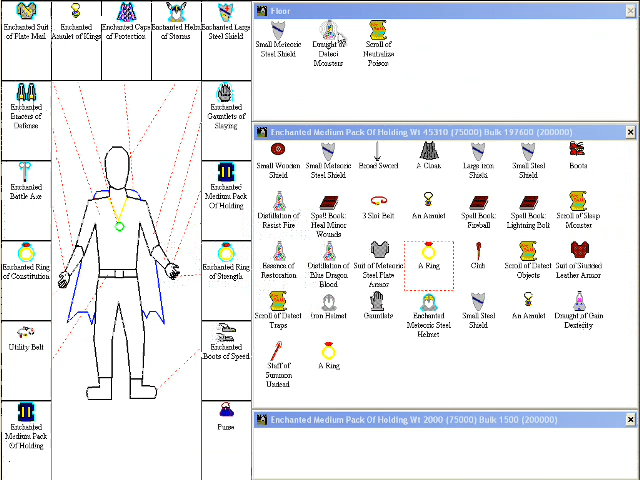 Enchanted Suit of Plate Mail
Enchanted Amulet of Kings
Enchanted Cape of Protection
Enchanted Helm of Storms
Enchanted Large Steel Shield
Enchanted Bracers of Defense
Enchanted Gauntlets of Slaying
Enchanted Battle Axe
Enchanted Medium Pack Of Holding
Enchanted Ring of Constitution
Enchanted Ring of Strength
Utility Belt
Enchanted Boots of Speed
Enchanted Medium Pack Of Holding
Purse
Floor
Small Meteoric Steel Shield
Draught of Detect Monsters
Scroll of Neutralize Poison
Enchanted Medium Pack Of Holding Wt 45310 (75000) Bulk 197600 (200000)
Small Wooden Shield
Small Meteoric Steel Shield
Broad Sword
A Cloak
Large Iron Shield
Small Steel Shield
Boots
Distillation of Resist Fire
Spell Book: Heal Minor Wounds
3 Slot Belt
An Amulet
Spell Book: Fireball
Spell Book: Lightning Bolt
Scroll of Sleep Monster
Essence of Restoration
Distillation of Blue Dragon Blood
Suit of Meteoric Steel Plate Armor
A Ring
Club
Scroll of Detect Objects
Suit of Studded Leather Armor
Scroll of Detect Traps
Iron Helmet
Gauntlets
Enchanted Meteoric Steel Helmet
Small Steel Shield
An Amulet
Draught of Gain Dexterity
Staff of Summon Undead
A Ring
Enchanted Medium Pack Of Holding Wt 2000 (75000) Bulk 1500 (200000)